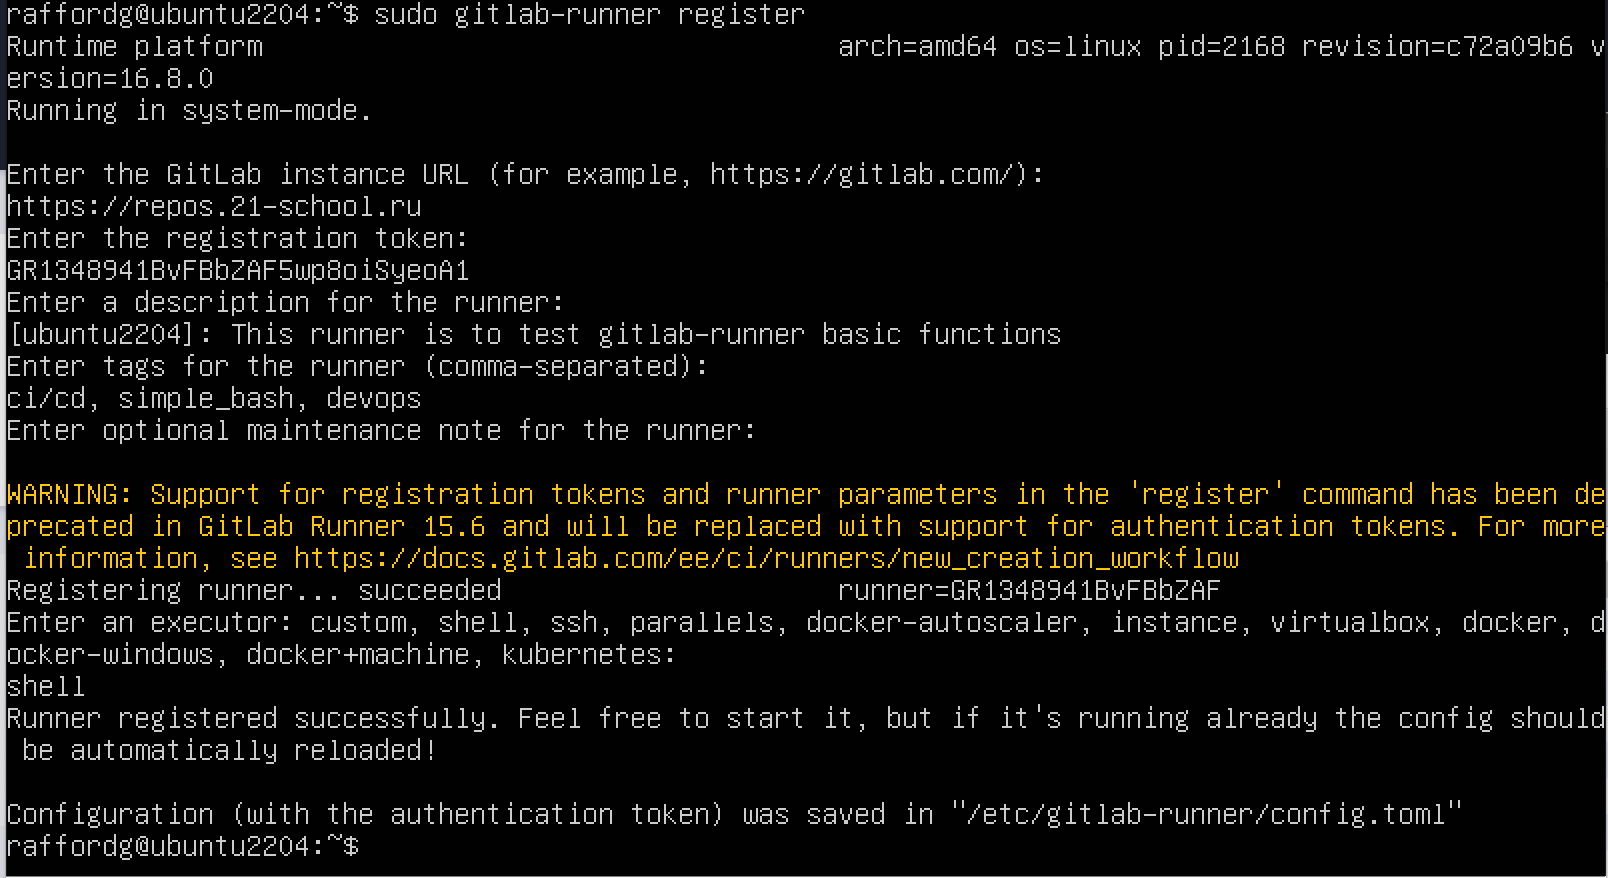 raffordg@ubuntu2204:~$ sudo gitlab-runner register
Runtime platform                                    arch=amd64 os=linux pid=2168 revision=c72a09b6 v
ersion=16.8.0
Running in system-mode.
Enter the GitLab instance URL (for example, https://gitlab.com/):
https://repos.21-school.ru
Enter the registration token:
GR1348941BvFBbZAF5wp8oiSyeoA1
Enter a description for the runner:
[ubuntu2204]: This runner is to test gitlab-runner basic functions
Enter tags for the runner (comma-separated):
ci/cd, simple_bash, devops
Enter optional maintenance note for the runner:
WARNING: Support for registration tokens and runner parameters in the 'register' command has been de
precated in GitLab Runner 15.6 and will be replaced with support for authentication tokens. For more
 information, see https://docs.gitlab.com/ee/ci/runners/new_creation_workflow
Registering runner... succeeded                     runner=GR1348941BvFBbZAF
Enter an executor: custom, shell, ssh, parallels, docker-autoscaler, instance, virtualbox, docker, d
ocker-windows, docker+machine, kubernetes:
shell
Runner registered successfully. Feel free to start it, but if it's running already the config should
 be automatically reloaded!
Configuration (with the authentication token) was saved in "/etc/gitlab-runner/config.toml"
raffordg@ubuntu2204:~$